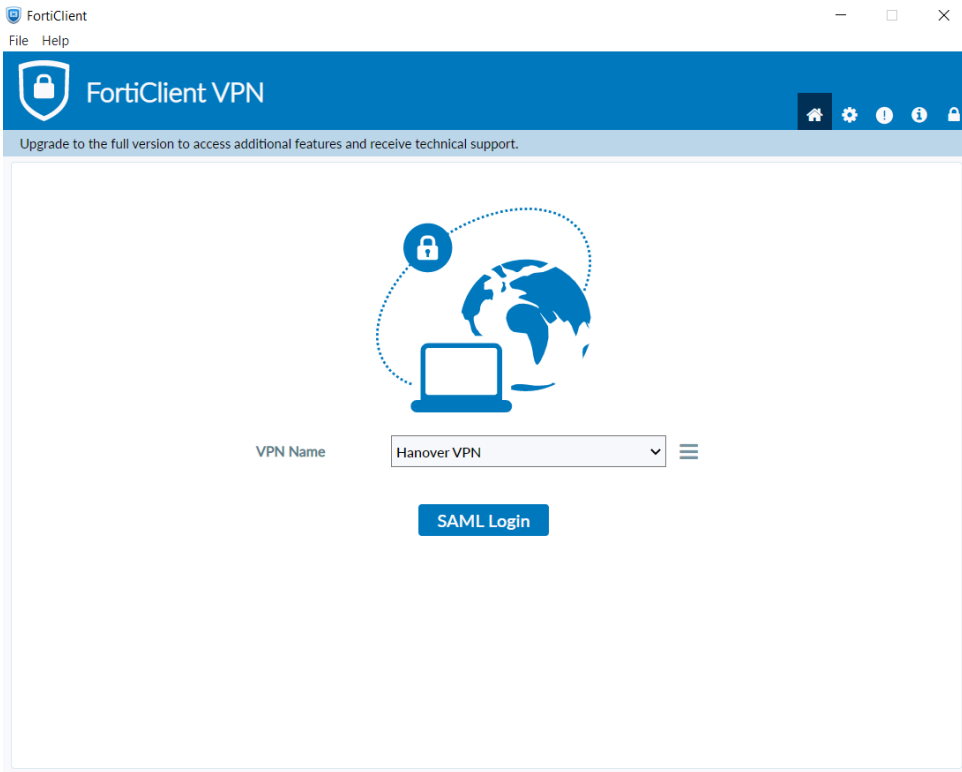 FortiClient
File Help
FortiClient VPN
Upgrade to the full version to access additional features and receive technical support.
VPN Name
Hanover VPN
SAML Login